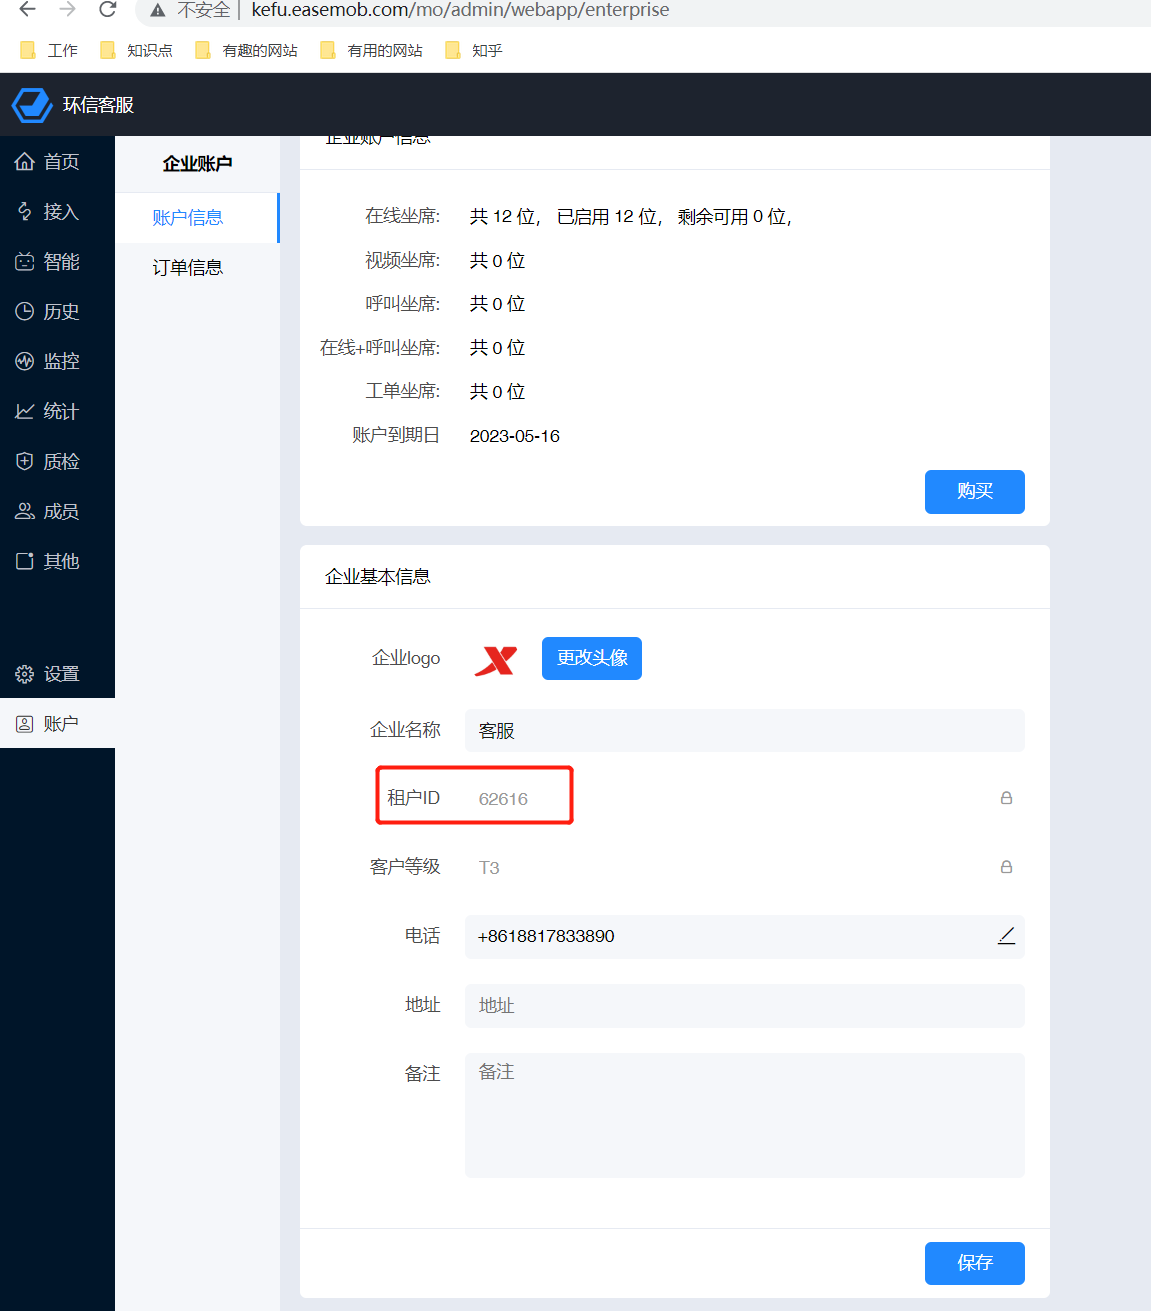 不安全 | kefu.easemob.com/mo/admin/webapp/enterprise
工作 知识点 有趣的网站 有用的网站 知乎
环信客服
首页
接入
智能
历史
监控
统计
质检
成员
其他
设置
账户
企业账户
账户信息
订单信息
企业账户信息
在线坐席: 共 12 位， 已启用 12 位， 剩余可用 0 位，
视频坐席: 共 0 位
呼叫坐席: 共 0 位
在线+呼叫坐席: 共 0 位
工单坐席: 共 0 位
账户到期日 2023-05-16
购买
企业基本信息
企业logo 更改头像
企业名称 客服
租户ID 62616
客户等级 T3
电话 +8618817833890
地址 地址
备注 备注
保存